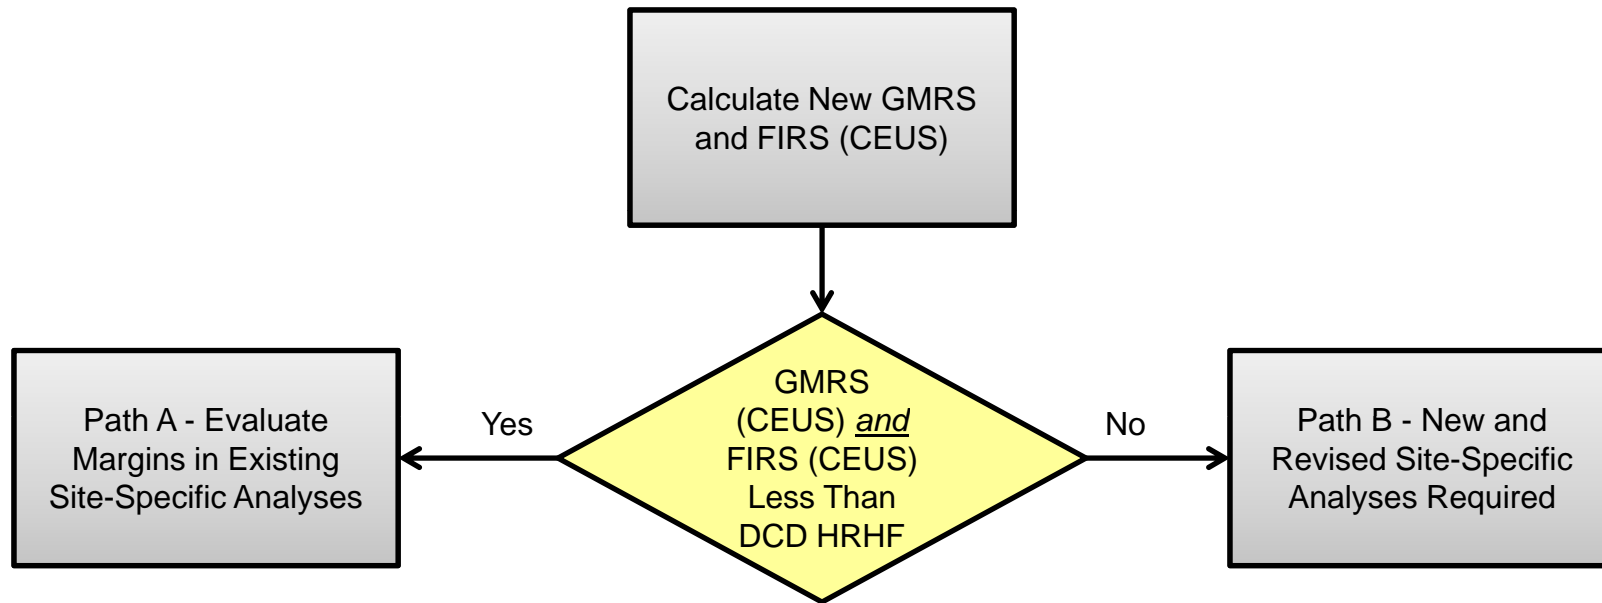 Calculate New GMRS
and FIRS (CEUS)
GMRS
(CEUS) and
FIRS (CEUS)
Less Than
DCD HRHF
Yes
No
Path A - Evaluate
Margins in Existing
Site-Specific Analyses
Path B - New and
Revised Site-Specific
Analyses Required